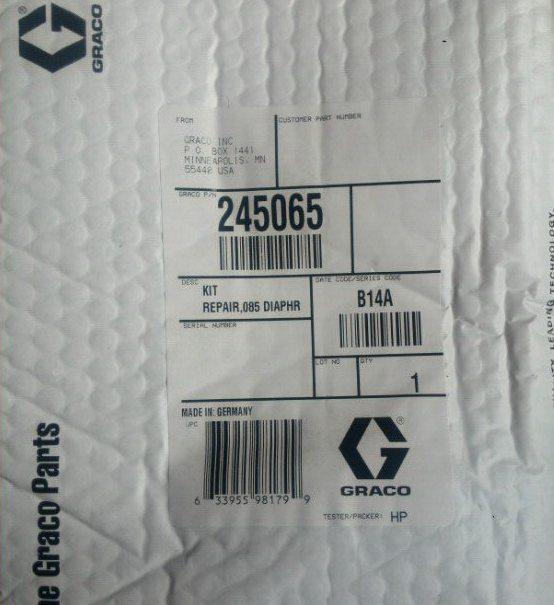 GRACO
FROM
GRACO INC
P O BOX 1441
MINNEAPOLIS, MN
55440 USA
CUSTOMER PART NUMBER
GRACO P/N
245065
DESC
KIT
REPAIR,085 DIAPHR
DATE CODE/SERIES CODE
B14A
SERIAL NUMBER
LOT NO
QTY
1
MADE IN: GERMANY
UPC
6 33955 98179 9
GRACO
TESTER/PACKER: HP
Graco Parts
LEADING TECHNOLOGY.